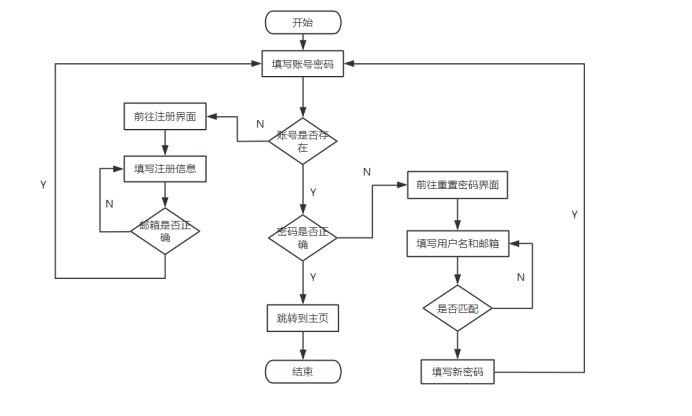 开始
填写账号密码
账号是否存
在
N
前往注册界面
填写注册信息
N
邮箱是否正
确
Y
Y
密码是否正
确
N
前往重置密码界面
填写用户名和邮箱
N
是否匹配
填写新密码
Y
Y
跳转到主页
结束